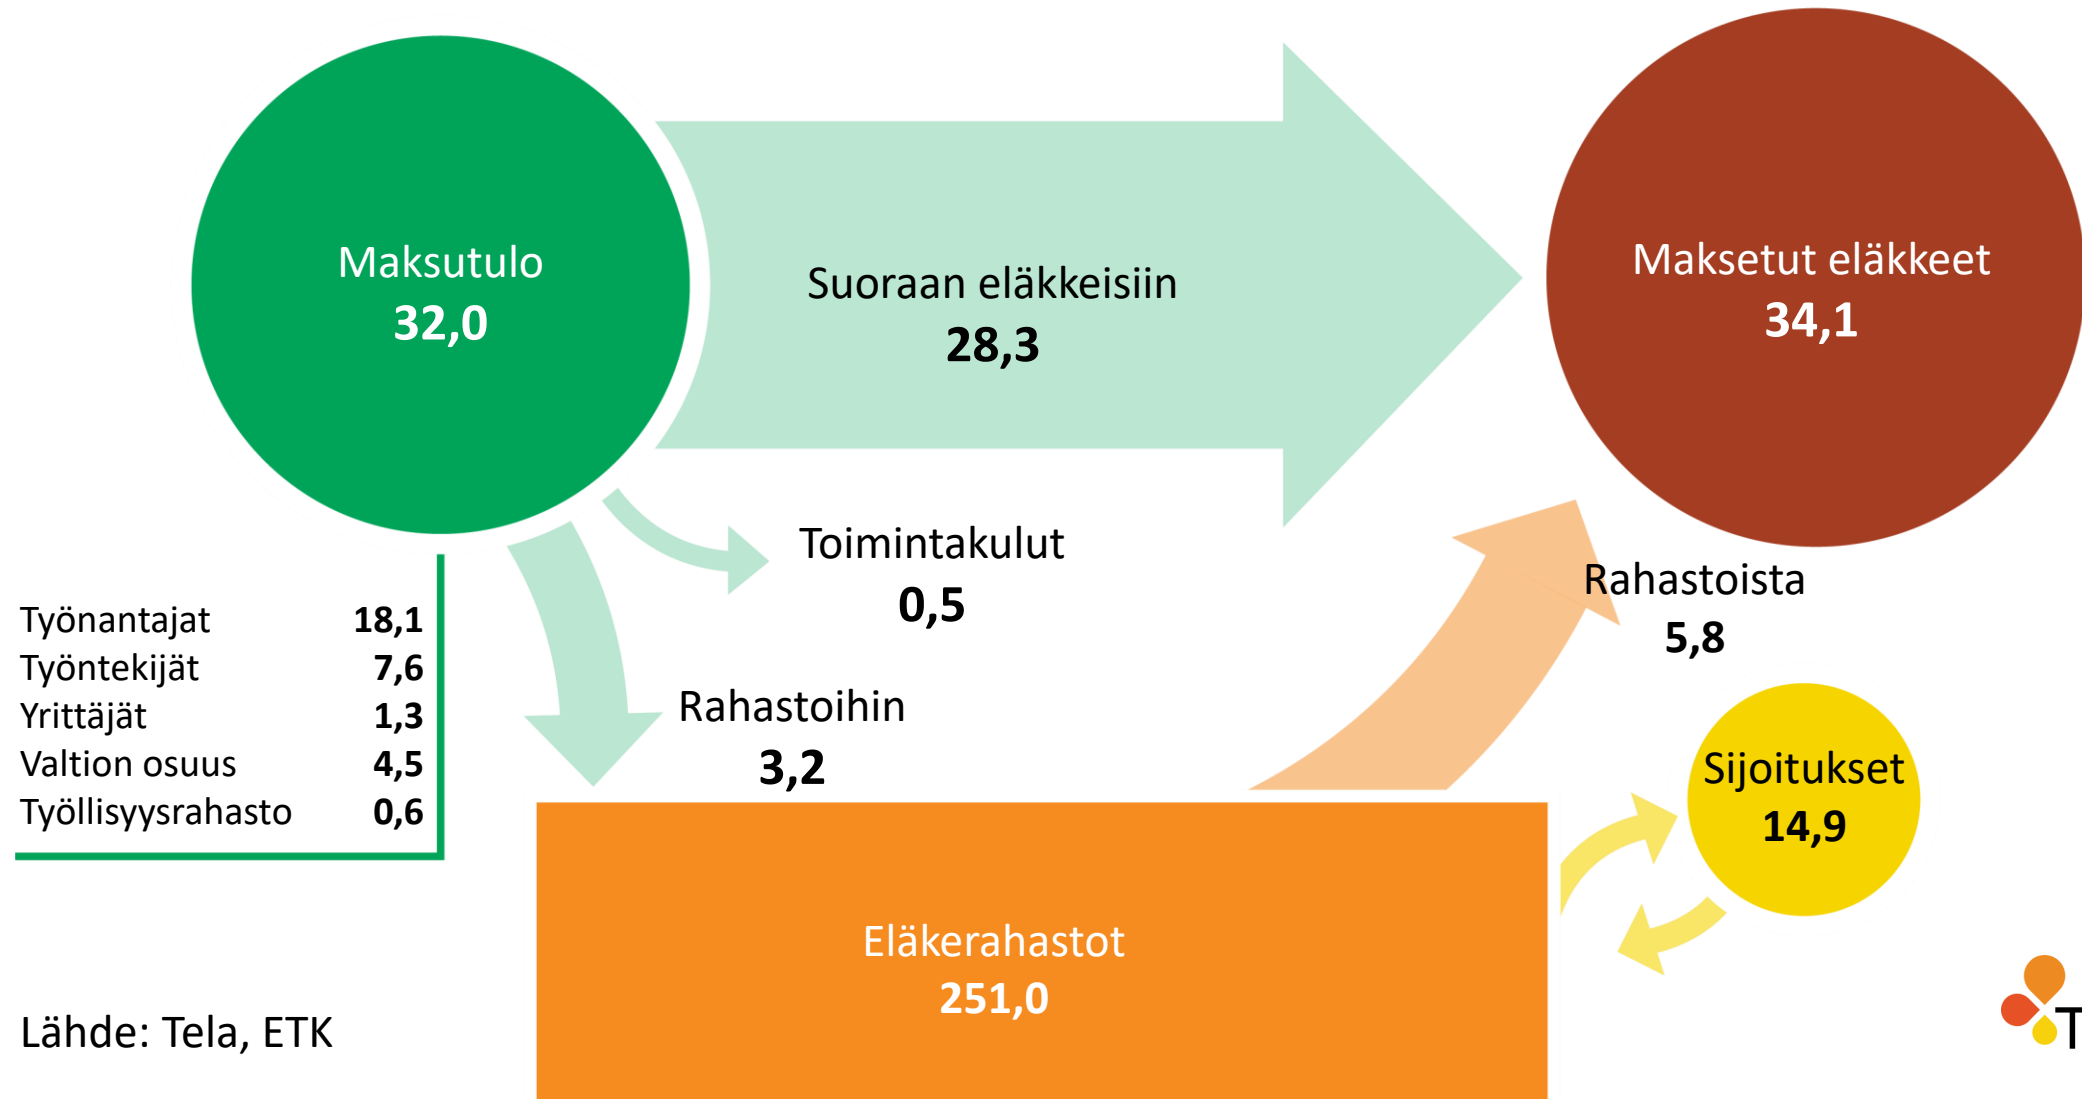 Maksutulo
32,0
Suoraan eläkkeisiin
28,3
Maksetut eläkkeet
34,1
Toimintakulut
0,5
Rahastoista
5,8
Työnantajat 18,1
Työntekijät 7,6
Yrittäjät 1,3
Valtion osuus 4,5
Työllisyysrahasto 0,6
Rahastoihin
3,2
Sijoitukset
14,9
Eläkerahastot
251,0
Lähde: Tela, ETK
T